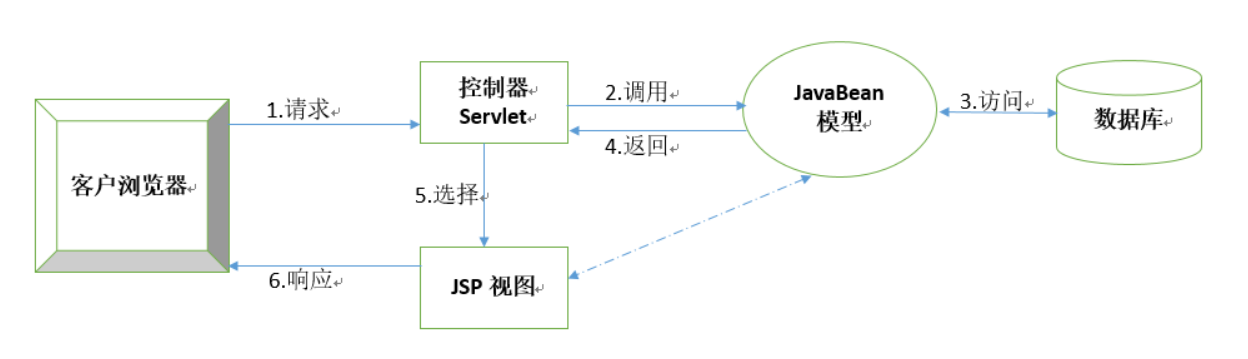 1.请求
控制器
Servlet
2.调用
JavaBean
模型
3.访问
数据库
4.返回
客户浏览器
5.选择
6.响应
JSP 视图